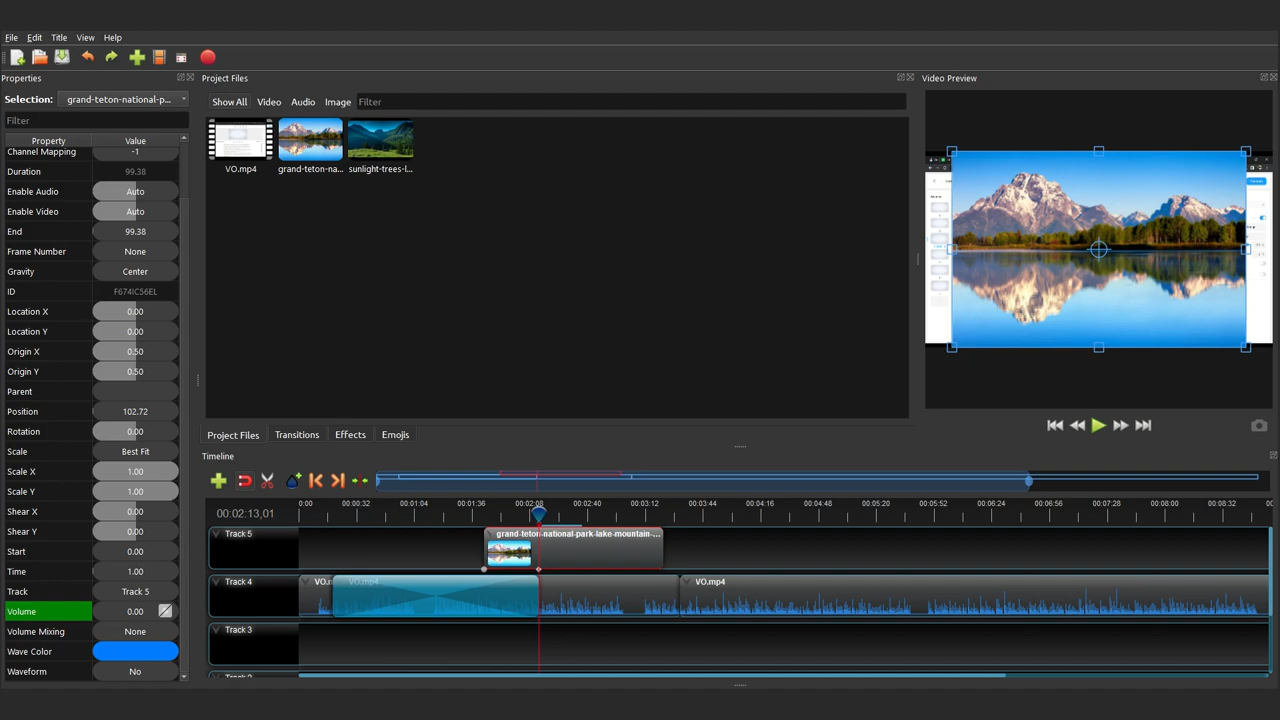 File Edit Title View Help
Properties
Project Files
Video Preview
Selection: grand-teton-national-p...
Filter
Property Value
Channel Mapping -1
Duration 99.38
Enable Audio Auto
Enable Video Auto
End 99.38
Frame Number None
Gravity Center
ID F674IC56EL
Location X 0.00
Location Y 0.00
Origin X 0.50
Origin Y 0.50
Parent
Position 102.72
Rotation 0.00
Scale Best Fit
Scale X 1.00
Scale Y 1.00
Shear X 0.00
Shear Y 0.00
Start 0.00
Time 1.00
Track Track 5
Volume 0.00
Volume Mixing None
Wave Color
Waveform No
Show All Video Audio Image Filter
VO.mp4 grand-teton-na... sunlight-trees-l...
Project Files Transitions Effects Emojis
Timeline
00:02:13,01
0:00 00:00:32 00:01:04 00:01:36 00:02:08 00:02:40 00:03:12 00:03:44 00:04:16 00:04:48 00:05:20 00:05:52 00:06:24 00:06:56 00:07:28 00:08:00 00:08:32
Track 5 grand-teton-national-park-lake-mountain-...
Track 4 VO.m VO.mp4 VO.mp4
Track 3
Track 2